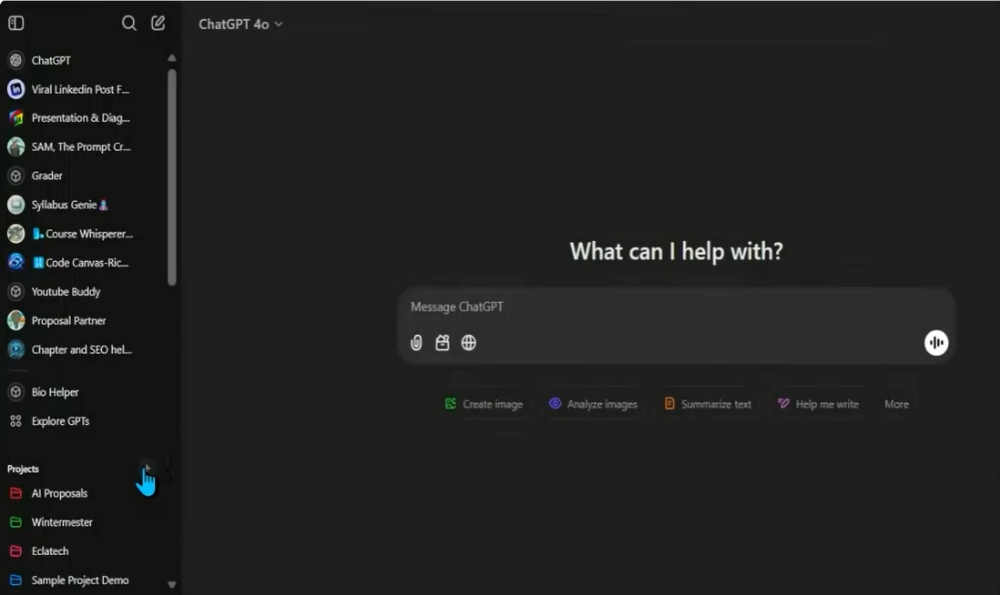 ChatGPT 4o
ChatGPT
Viral Linkedin Post F...
Presentation & Diag...
SAM, The Prompt Cr...
Grader
Syllabus Genie
Course Whisperer...
Code Canvas-Ric...
Youtube Buddy
Proposal Partner
Chapter and SEO hel...
Bio Helper
Explore GPTs
Projects
AI Proposals
Wintermester
Eclatech
Sample Project Demo
What can I help with?
Message ChatGPT
Create image Analyze images Summarize text Help me write More